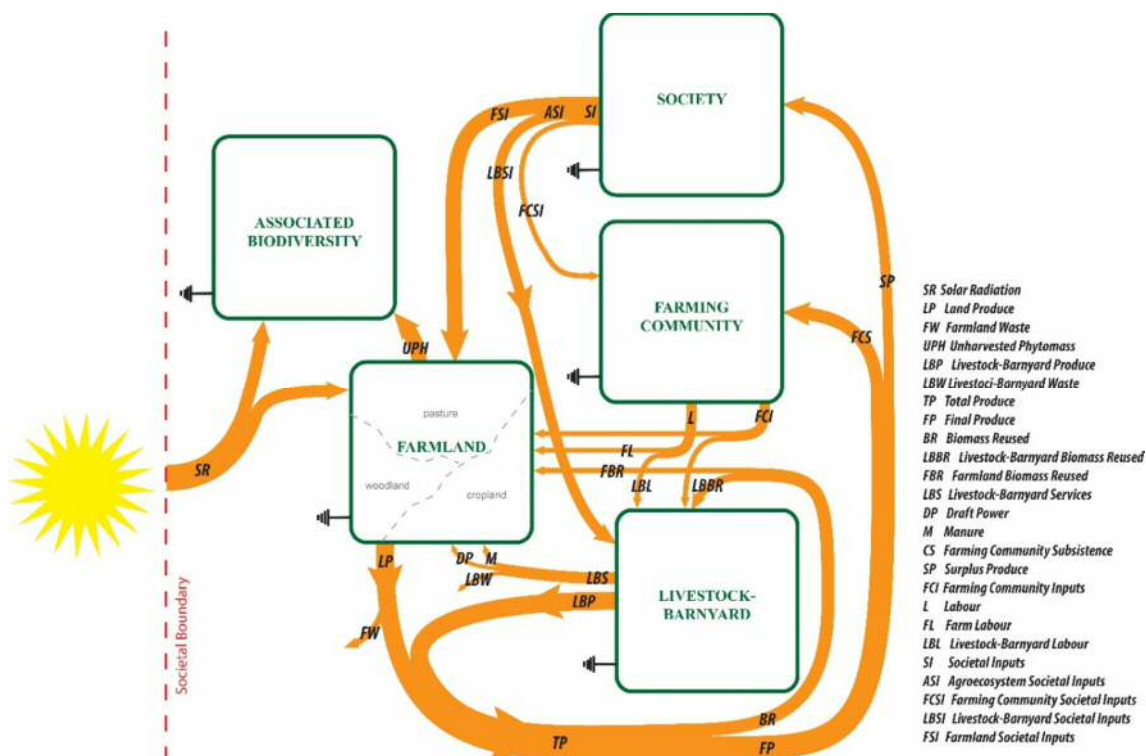 SOCIETY
FSI
ASI
SI
LBSI
FCSI
ASSOCIATED
BIODIVERSITY
FARMING
COMMUNITY
SP
FCS
UPH
pasture
FARMLAND
woodland
cropland
SR
L
FCI
FL
FBR
LBL
LBBR
LP
DP
M
LBW
LBS
LBP
FW
LIVESTOCK-
BARNYARD
BR
TP
FP
Societal Boundary
SR Solar Radiation
LP Land Produce
FW Farmland Waste
UPH Unharvested Phytomass
LBP Livestock-Barnyard Produce
LBW Livestoci-Barnyard Waste
TP Total Produce
FP Final Produce
BR Biomass Reused
LBBR Livestock-Barnyard Biomass Reused
FBR Farmland Biomass Reused
LBS Livestock-Barnyard Services
DP Draft Power
M Manure
CS Farming Community Subsistence
SP Surplus Produce
FCI Farming Community Inputs
L Labour
FL Farm Labour
LBL Livestock-Barnyard Labour
SI Societal Inputs
ASI Agroecosystem Societal Inputs
FCSI Farming Community Societal Inputs
LBSI Livestock-Barnyard Societal Inputs
FSI Farmland Societal Inputs